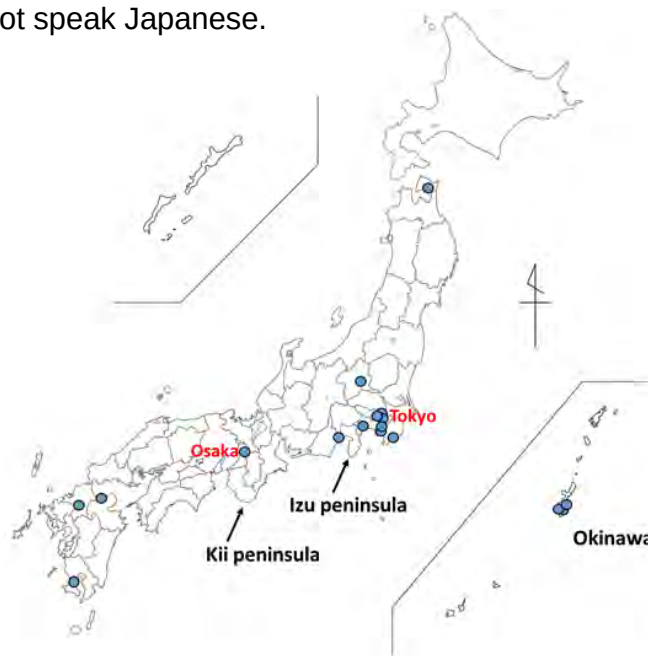 ot speak Japanese.
Tokyo
Osaka
Izu peninsula
Okinawa
Kii peninsula